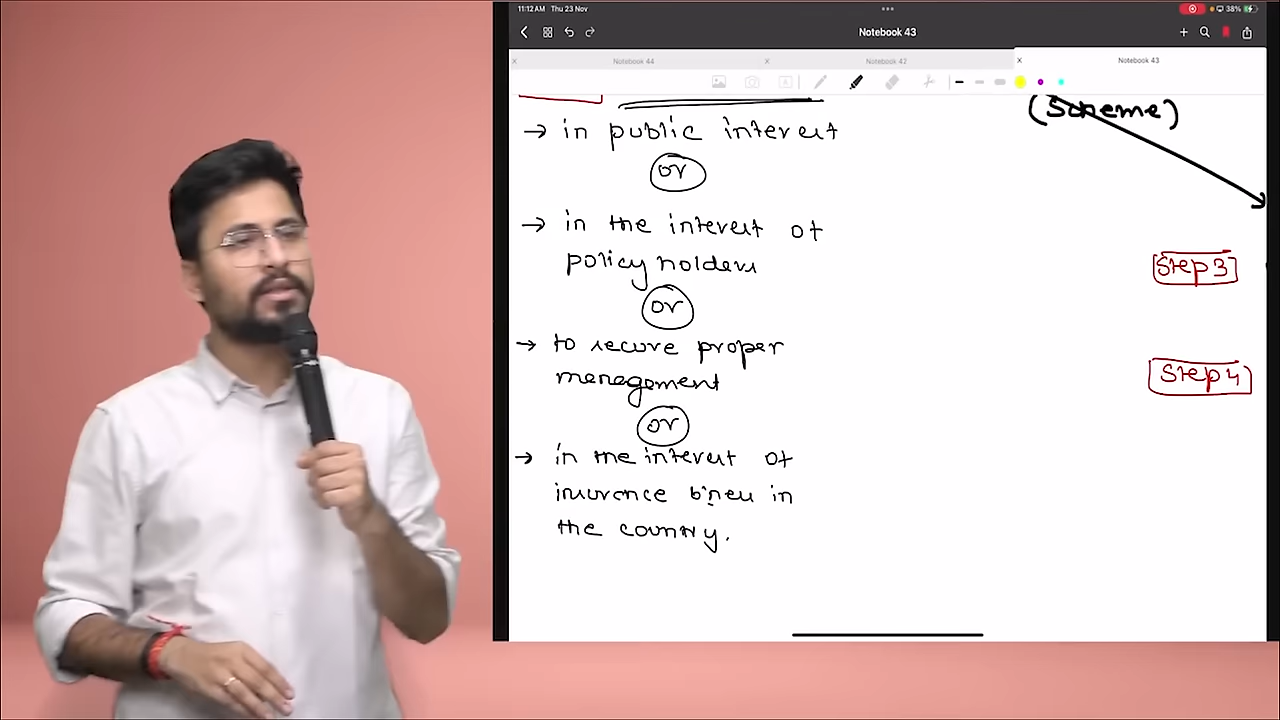 11:12 AM Thu 23 Nov
38%
Notebook 43
Notebook 44
Notebook 42
Notebook 43
(Scheme)
→ in public interest
or
→ in the interest of
policy holders
or
→ to secure proper
management
or
→ in the interest of
insurance b'ness in
the country.
Step 3
Step 4